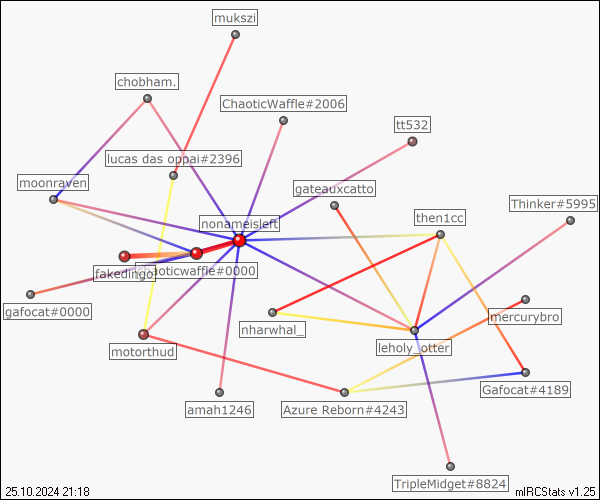 mukszi
chobham.
ChaoticWaffle#2006
tt532
lucas das oppai#2396
moonraven
gateauxcatto
Thinker#5995
nonameisleft
then1cc
fakedingo
chaoticwaffle#0000
gafocat#0000
mercurybro
nharwhal_
leholy_otter
motorthud
Gafocat#4189
amah1246
Azure Reborn#4243
TripleMidget#8824
25.10.2024 21:18
mIRCStats v1.25